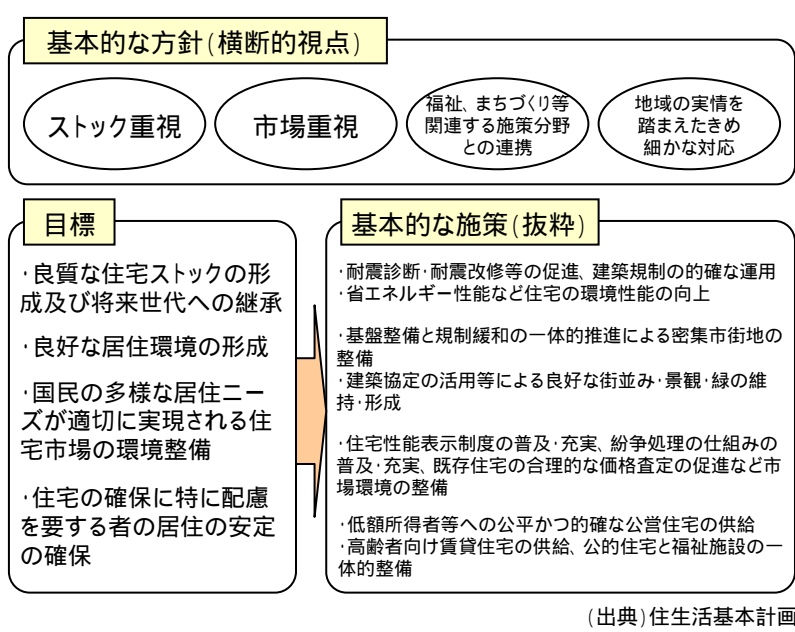 基本的な方針(横断的視点)
ストック重視
市場重視
福祉、まちづくり等
関連する施策分野
との連携
地域の実情を
踏まえたきめ
細かな対応
目標
･良質な住宅ストックの形
成及び将来世代への継承
･良好な居住環境の形成
･国民の多様な居住ニー
ズが適切に実現される住
宅市場の環境整備
･住宅の確保に特に配慮
を要する者の居住の安定
の確保
基本的な施策(抜粋)
･耐震診断･耐震改修等の促進、建築規制の的確な運用
･省エネルギー性能など住宅の環境性能の向上
･基盤整備と規制緩和の一体的推進による密集市街地の
整備
･建築協定の活用等による良好な街並み･景観･緑の維
持･形成
･住宅性能表示制度の普及･充実、紛争処理の仕組みの
普及･充実、既存住宅の合理的な価格査定の促進など市
場環境の整備
･低額所得者等への公平かつ的確な公営住宅の供給
･高齢者向け賃貸住宅の供給、公的住宅と福祉施設の一
体的整備
(出典)住生活基本計画